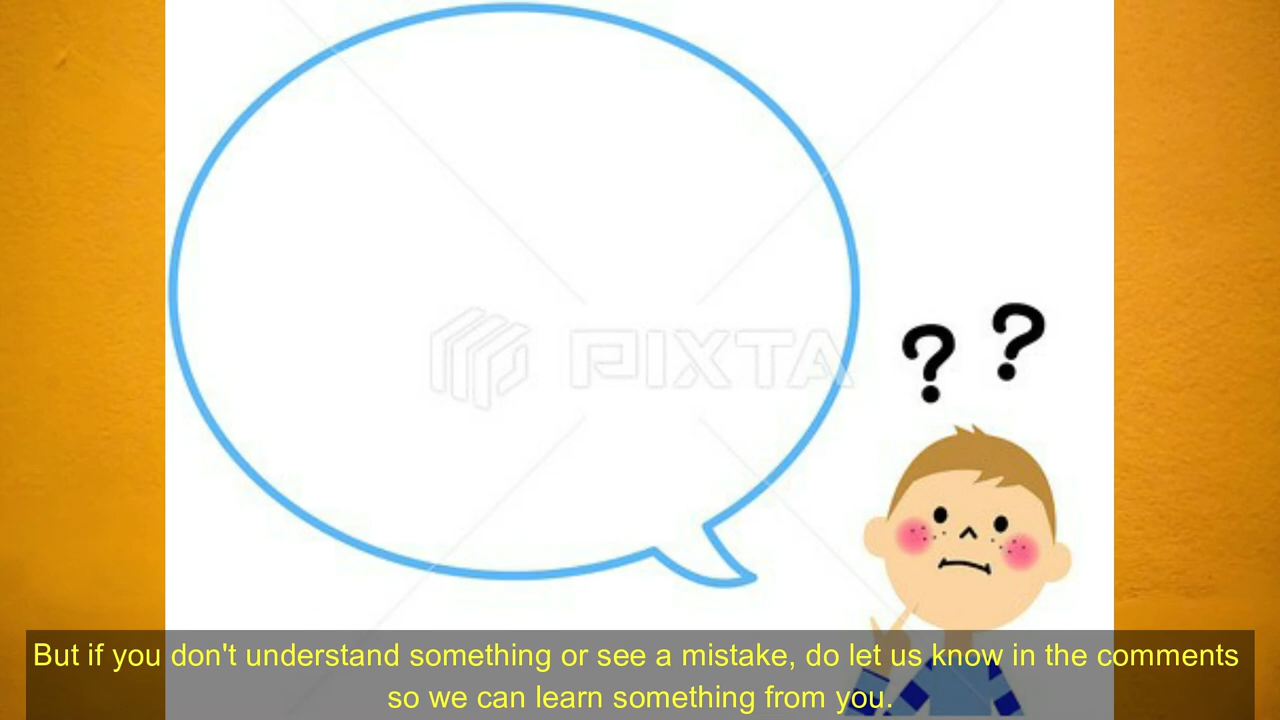 PIXTA
? ?
But if you don't understand something or see a mistake, do let us know in the comments
so we can learn something from you.